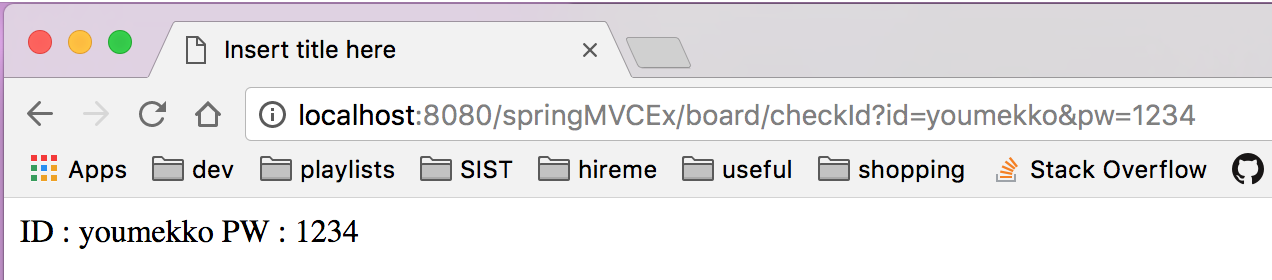 Insert title here
localhost:8080/springMVCEx/board/checkId?id=youmekko&pw=1234
Apps dev playlists SIST hireme useful shopping Stack Overflow
ID : youmekko PW : 1234